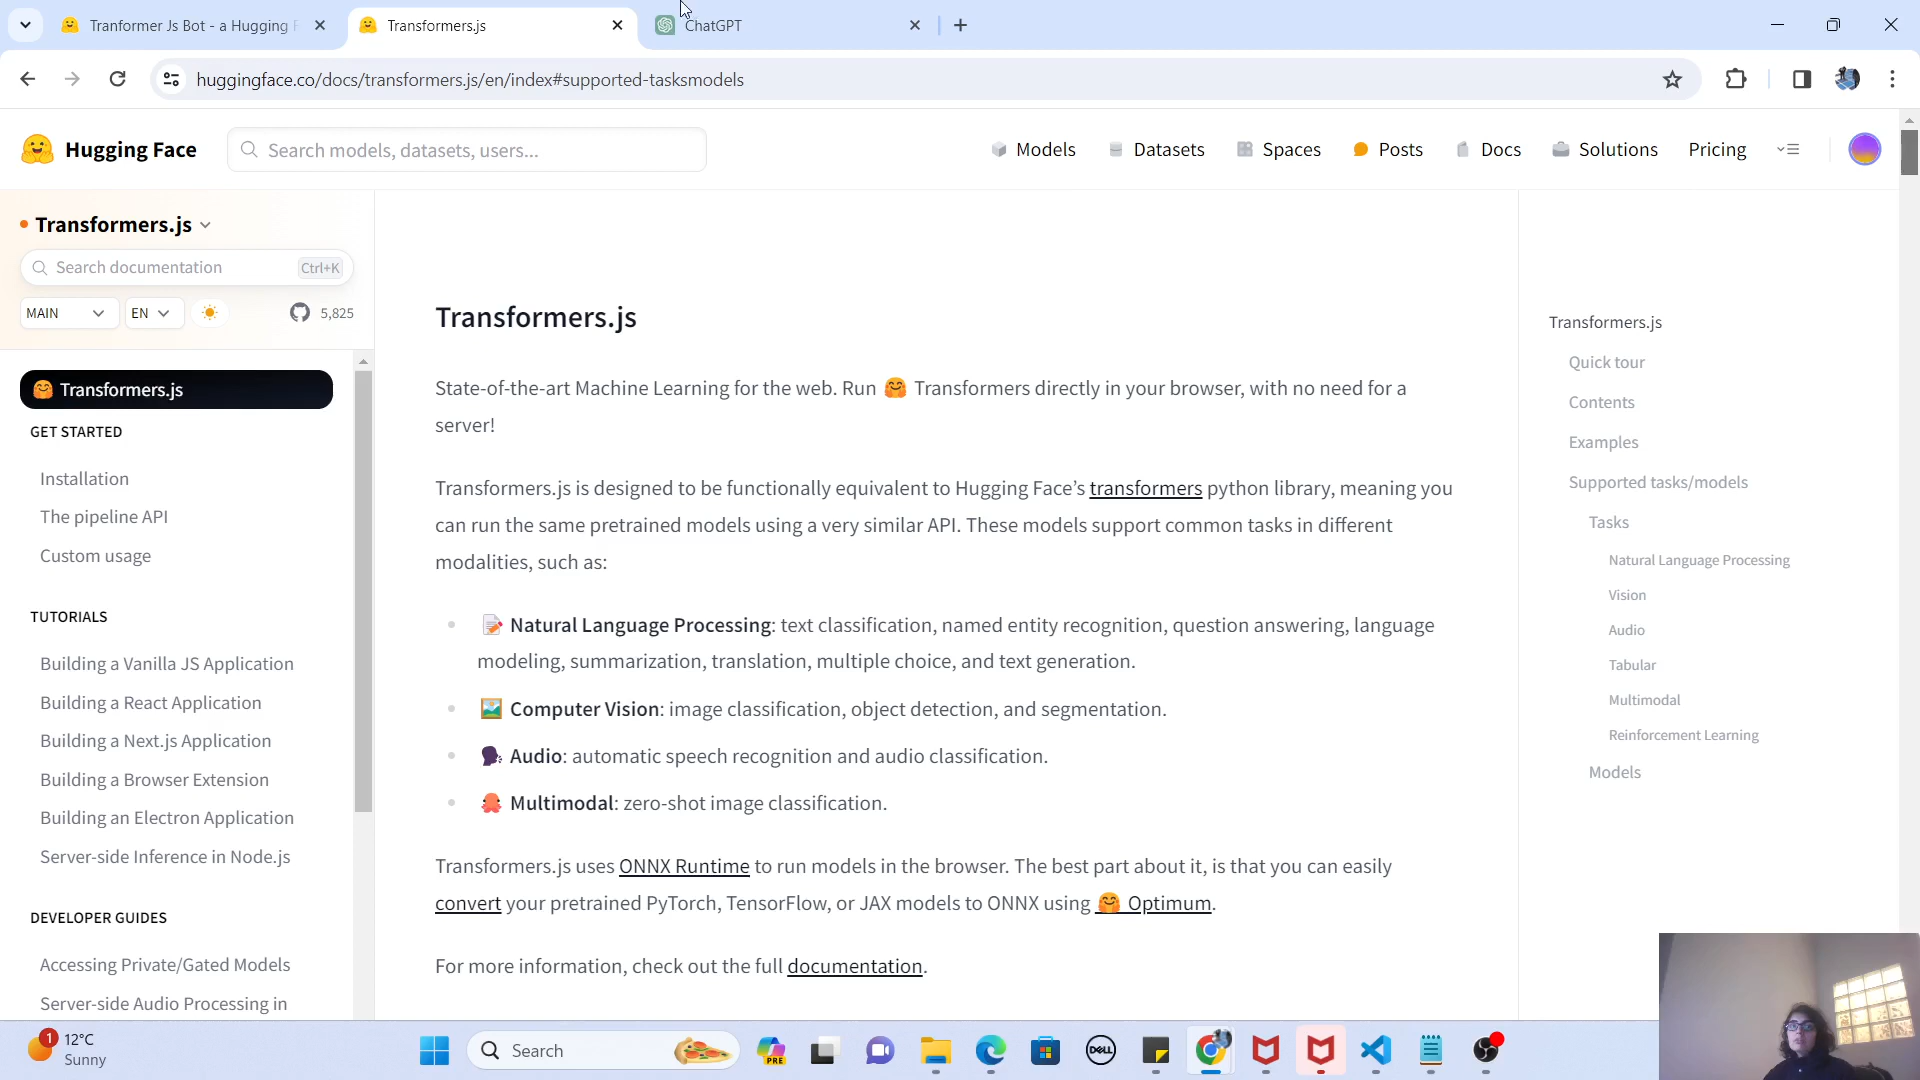 Tranformer Js Bot - a Hugging F
Transformers.js
ChatGPT
huggingface.co/docs/transformers.js/en/index#supported-tasksmodels
Hugging Face
Search models, datasets, users...
Models
Datasets
Spaces
Posts
Docs
Solutions
Pricing
Transformers.js
Search documentation
Ctrl+K
MAIN
EN
5,825
Transformers.js
GET STARTED
Installation
The pipeline API
Custom usage
TUTORIALS
Building a Vanilla JS Application
Building a React Application
Building a Next.js Application
Building a Browser Extension
Building an Electron Application
Server-side Inference in Node.js
DEVELOPER GUIDES
Accessing Private/Gated Models
Server-side Audio Processing in
Transformers.js
State-of-the-art Machine Learning for the web. Run 🤗 Transformers directly in your browser, with no need for a
server!
Transformers.js is designed to be functionally equivalent to Hugging Face’s transformers python library, meaning you
can run the same pretrained models using a very similar API. These models support common tasks in different
modalities, such as:
📝 Natural Language Processing: text classification, named entity recognition, question answering, language
modeling, summarization, translation, multiple choice, and text generation.
🖼️ Computer Vision: image classification, object detection, and segmentation.
🗣️ Audio: automatic speech recognition and audio classification.
🐙 Multimodal: zero-shot image classification.
Transformers.js uses ONNX Runtime to run models in the browser. The best part about it, is that you can easily
convert your pretrained PyTorch, TensorFlow, or JAX models to ONNX using 🤗 Optimum.
For more information, check out the full documentation.
Transformers.js
Quick tour
Contents
Examples
Supported tasks/models
Tasks
Natural Language Processing
Vision
Audio
Tabular
Multimodal
Reinforcement Learning
Models
1
12°C
Sunny
Search
PRE
DELL